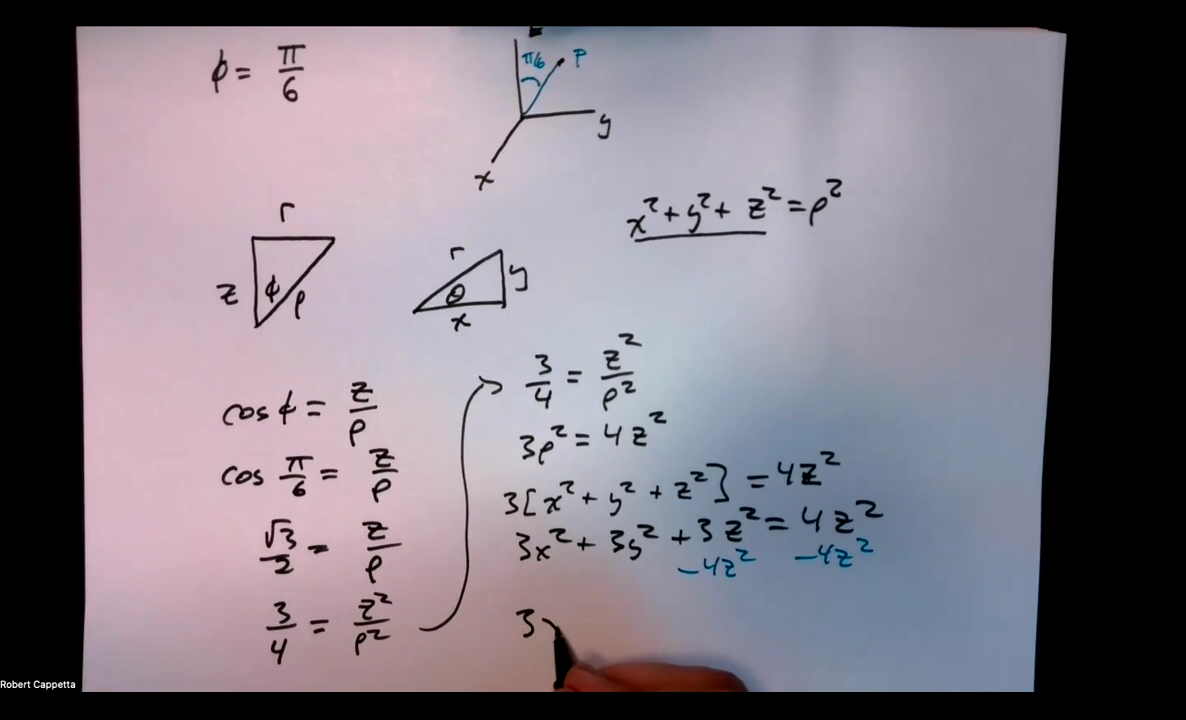 ϕ = π/6
π/6 P
y
x
x² + y² + z² = ρ²
r
z ϕ ρ
r
θ y
x
cos ϕ = z/ρ
cos π/6 = z/ρ
√3/2 = z/ρ
3/4 = z²/ρ²
3/4 = z²/ρ²
3ρ² = 4z²
3[x² + y² + z²] = 4z²
3x² + 3y² + 3z² = 4z²
-4z² -4z²
3
Robert Cappetta